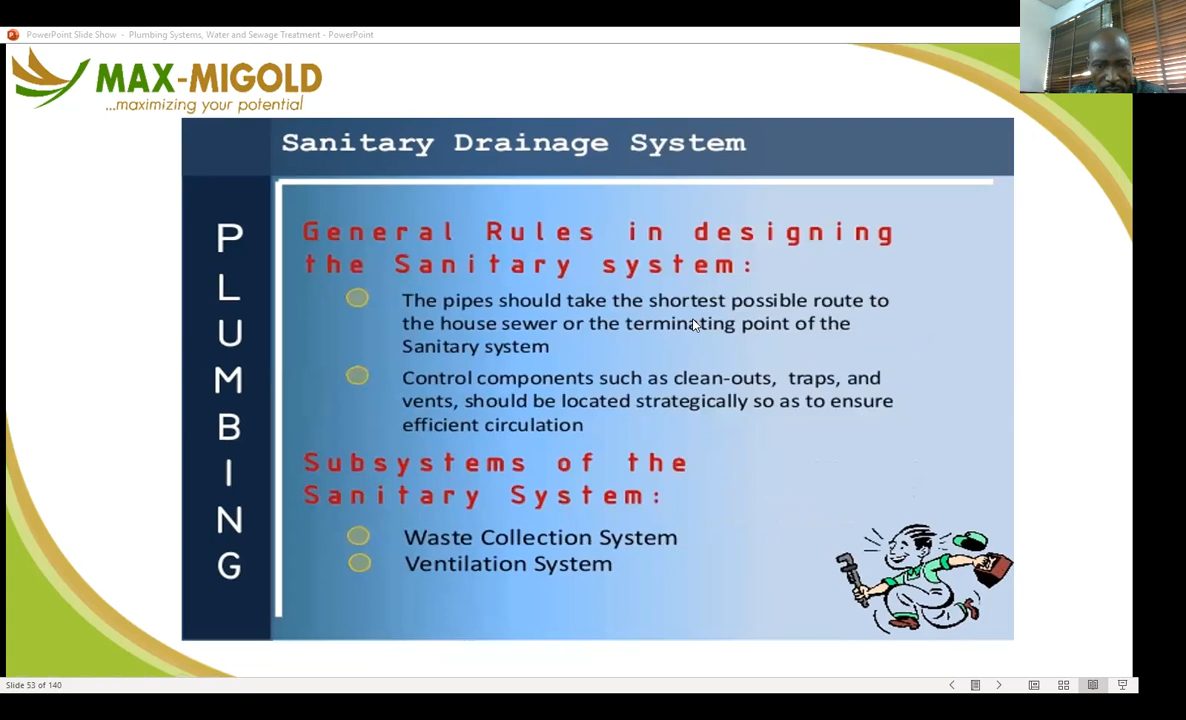 PowerPoint Slide Show - Plumbing Systems, Water and Sewage Treatment - PowerPoint
MAX-MIGOLD
...maximizing your potential
Sanitary Drainage System
PLUMBING
General Rules in designing
the Sanitary system:
The pipes should take the shortest possible route to
the house sewer or the terminating point of the
Sanitary system
Control components such as clean-outs, traps, and
vents, should be located strategically so as to ensure
efficient circulation
Subsystems of the
Sanitary System:
Waste Collection System
Ventilation System
Slide 53 of 140